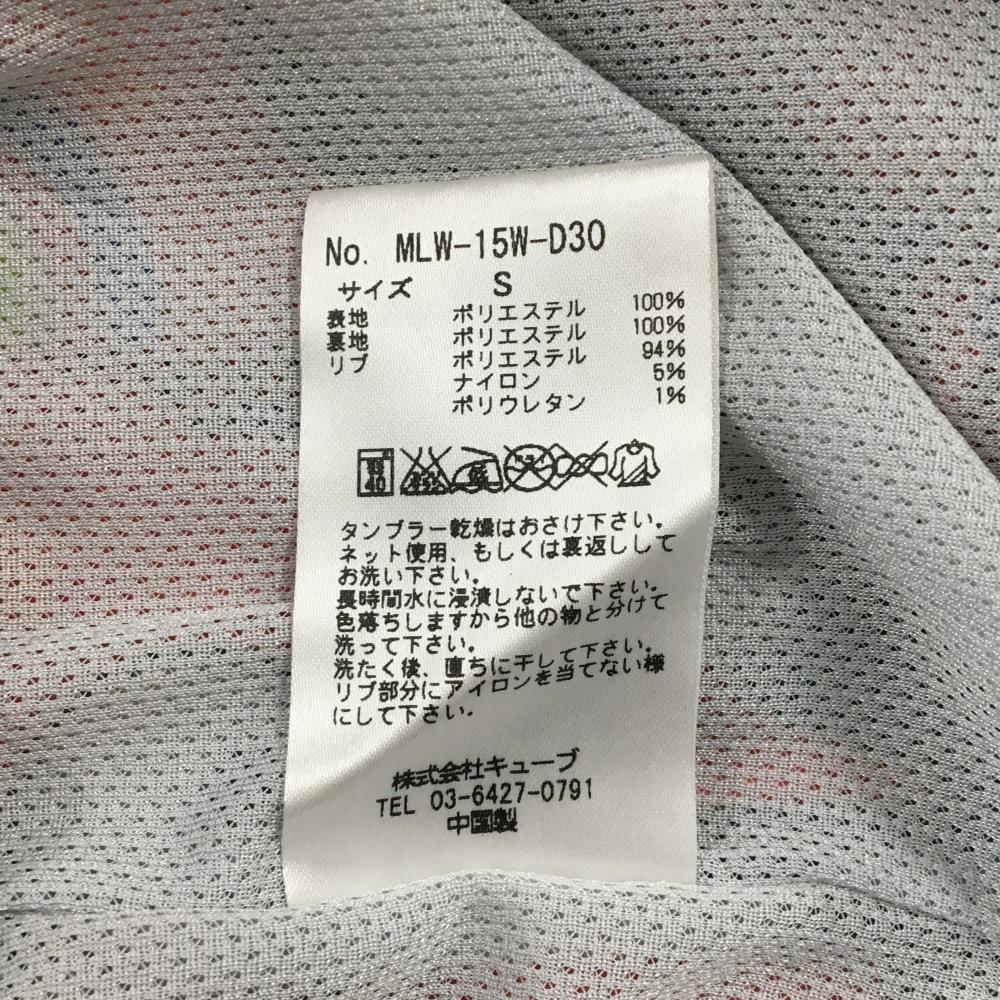 No. MLW-15W-D30
サイズ S
表地 ポリエステル 100%
裏地 ポリエステル 100%
リブ ポリエステル 94%
ナイロン 5%
ポリウレタン 1%
40
タンブラー乾燥はおさけ下さい。
ネット使用、もしくは裏返しして
お洗い下さい。
長時間水に浸漬しないで下さい。
色落ちしますから他の物と分けて
洗って下さい。
洗たく後、直ちに干して下さい。
リブ部分にアイロンを当てない様
にして下さい。
株式会社キューブ
TEL 03-6427-0791
中国製